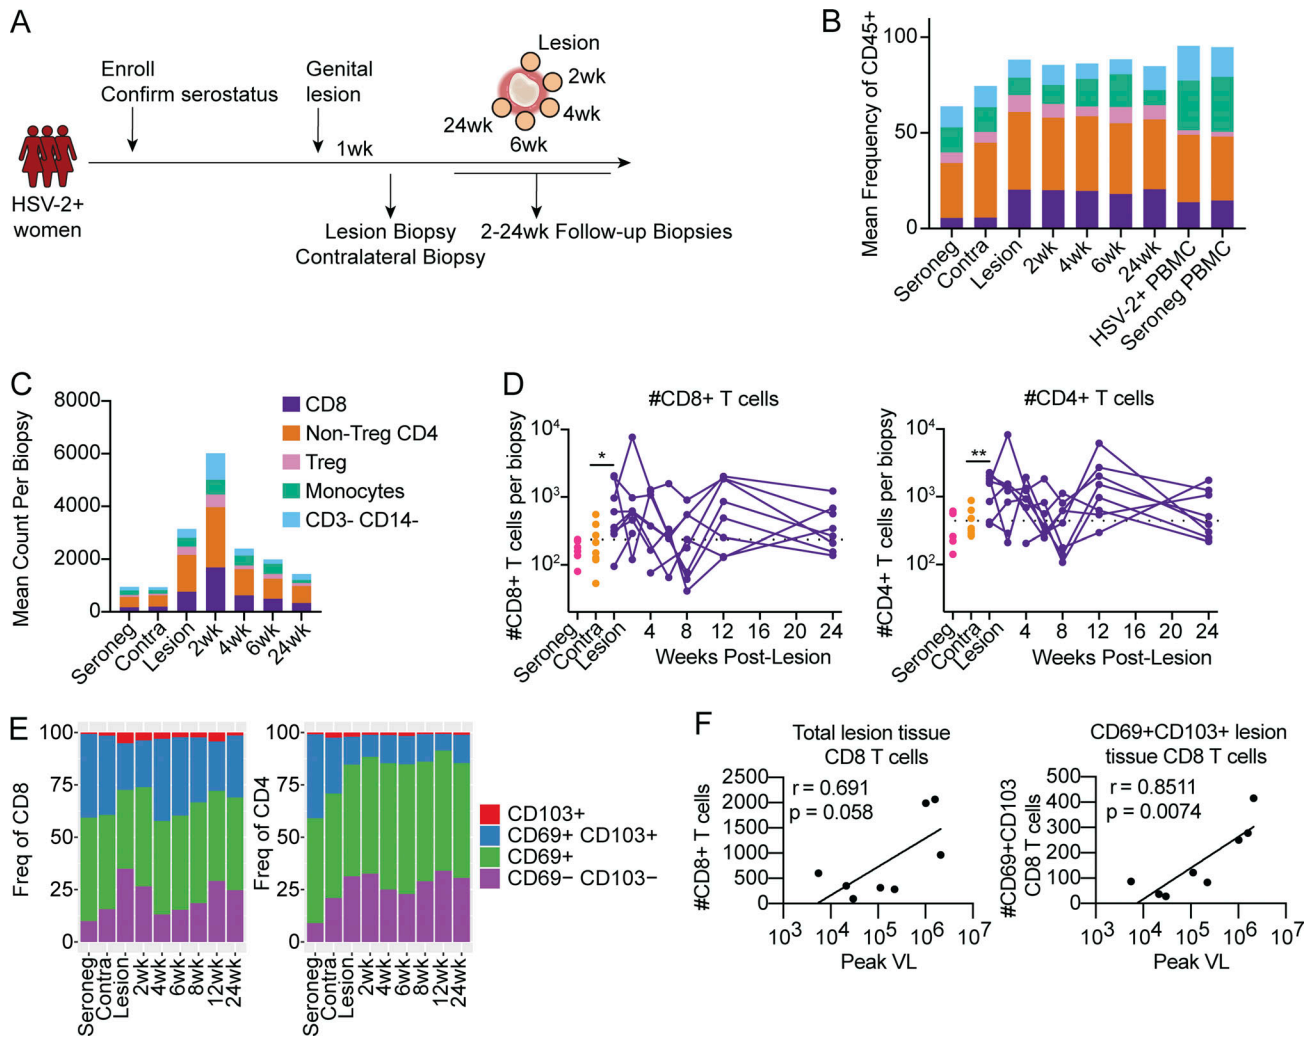 A
Enroll
Confirm serostatus
Genital
lesion
1wk
Lesion
2wk
4wk
6wk
24wk
HSV-2+
women
Lesion Biopsy
Contralateral Biopsy
2-24wk Follow-up Biopsies
B
Mean Frequency of CD45+
100
50
0
Seroneg
Contra
Lesion
2wk
4wk
6wk
24wk
HSV-2+ PBMC
Seroneg PBMC
C
Mean Count Per Biopsy
8000
6000
4000
2000
0
Seroneg
Contra
Lesion
2wk
4wk
6wk
24wk
CD8
Non-Treg CD4
Treg
Monocytes
CD3- CD14-
D
#CD8+ T cells
#CD8+ T cells per biopsy
10⁴
10³
10²
*
Seroneg
Contra
Lesion
4
8
12
16
20
24
Weeks Post-Lesion
#CD4+ T cells
#CD4+ T cells per biopsy
10⁴
10³
10²
**
Seroneg
Contra
Lesion
4
8
12
16
20
24
Weeks Post-Lesion
E
Freq of CD8
100
75
50
25
0
Seroneg
Contra
Lesion
2wk
4wk
6wk
8wk
12wk
24wk
Freq of CD4
100
75
50
25
0
Seroneg
Contra
Lesion
2wk
4wk
6wk
8wk
12wk
24wk
CD103+
CD69+ CD103+
CD69+
CD69− CD103−
F
Total lesion tissue
CD8 T cells
#CD8+ T cells
2500
2000
1500
1000
500
0
r = 0.691
p = 0.058
10³
10⁴
10⁵
10⁶
10⁷
Peak VL
CD69+CD103+ lesion
tissue CD8 T cells
#CD69+CD103
CD8 T cells
500
400
300
200
100
0
r = 0.8511
p = 0.0074
10³
10⁴
10⁵
10⁶
10⁷
Peak VL